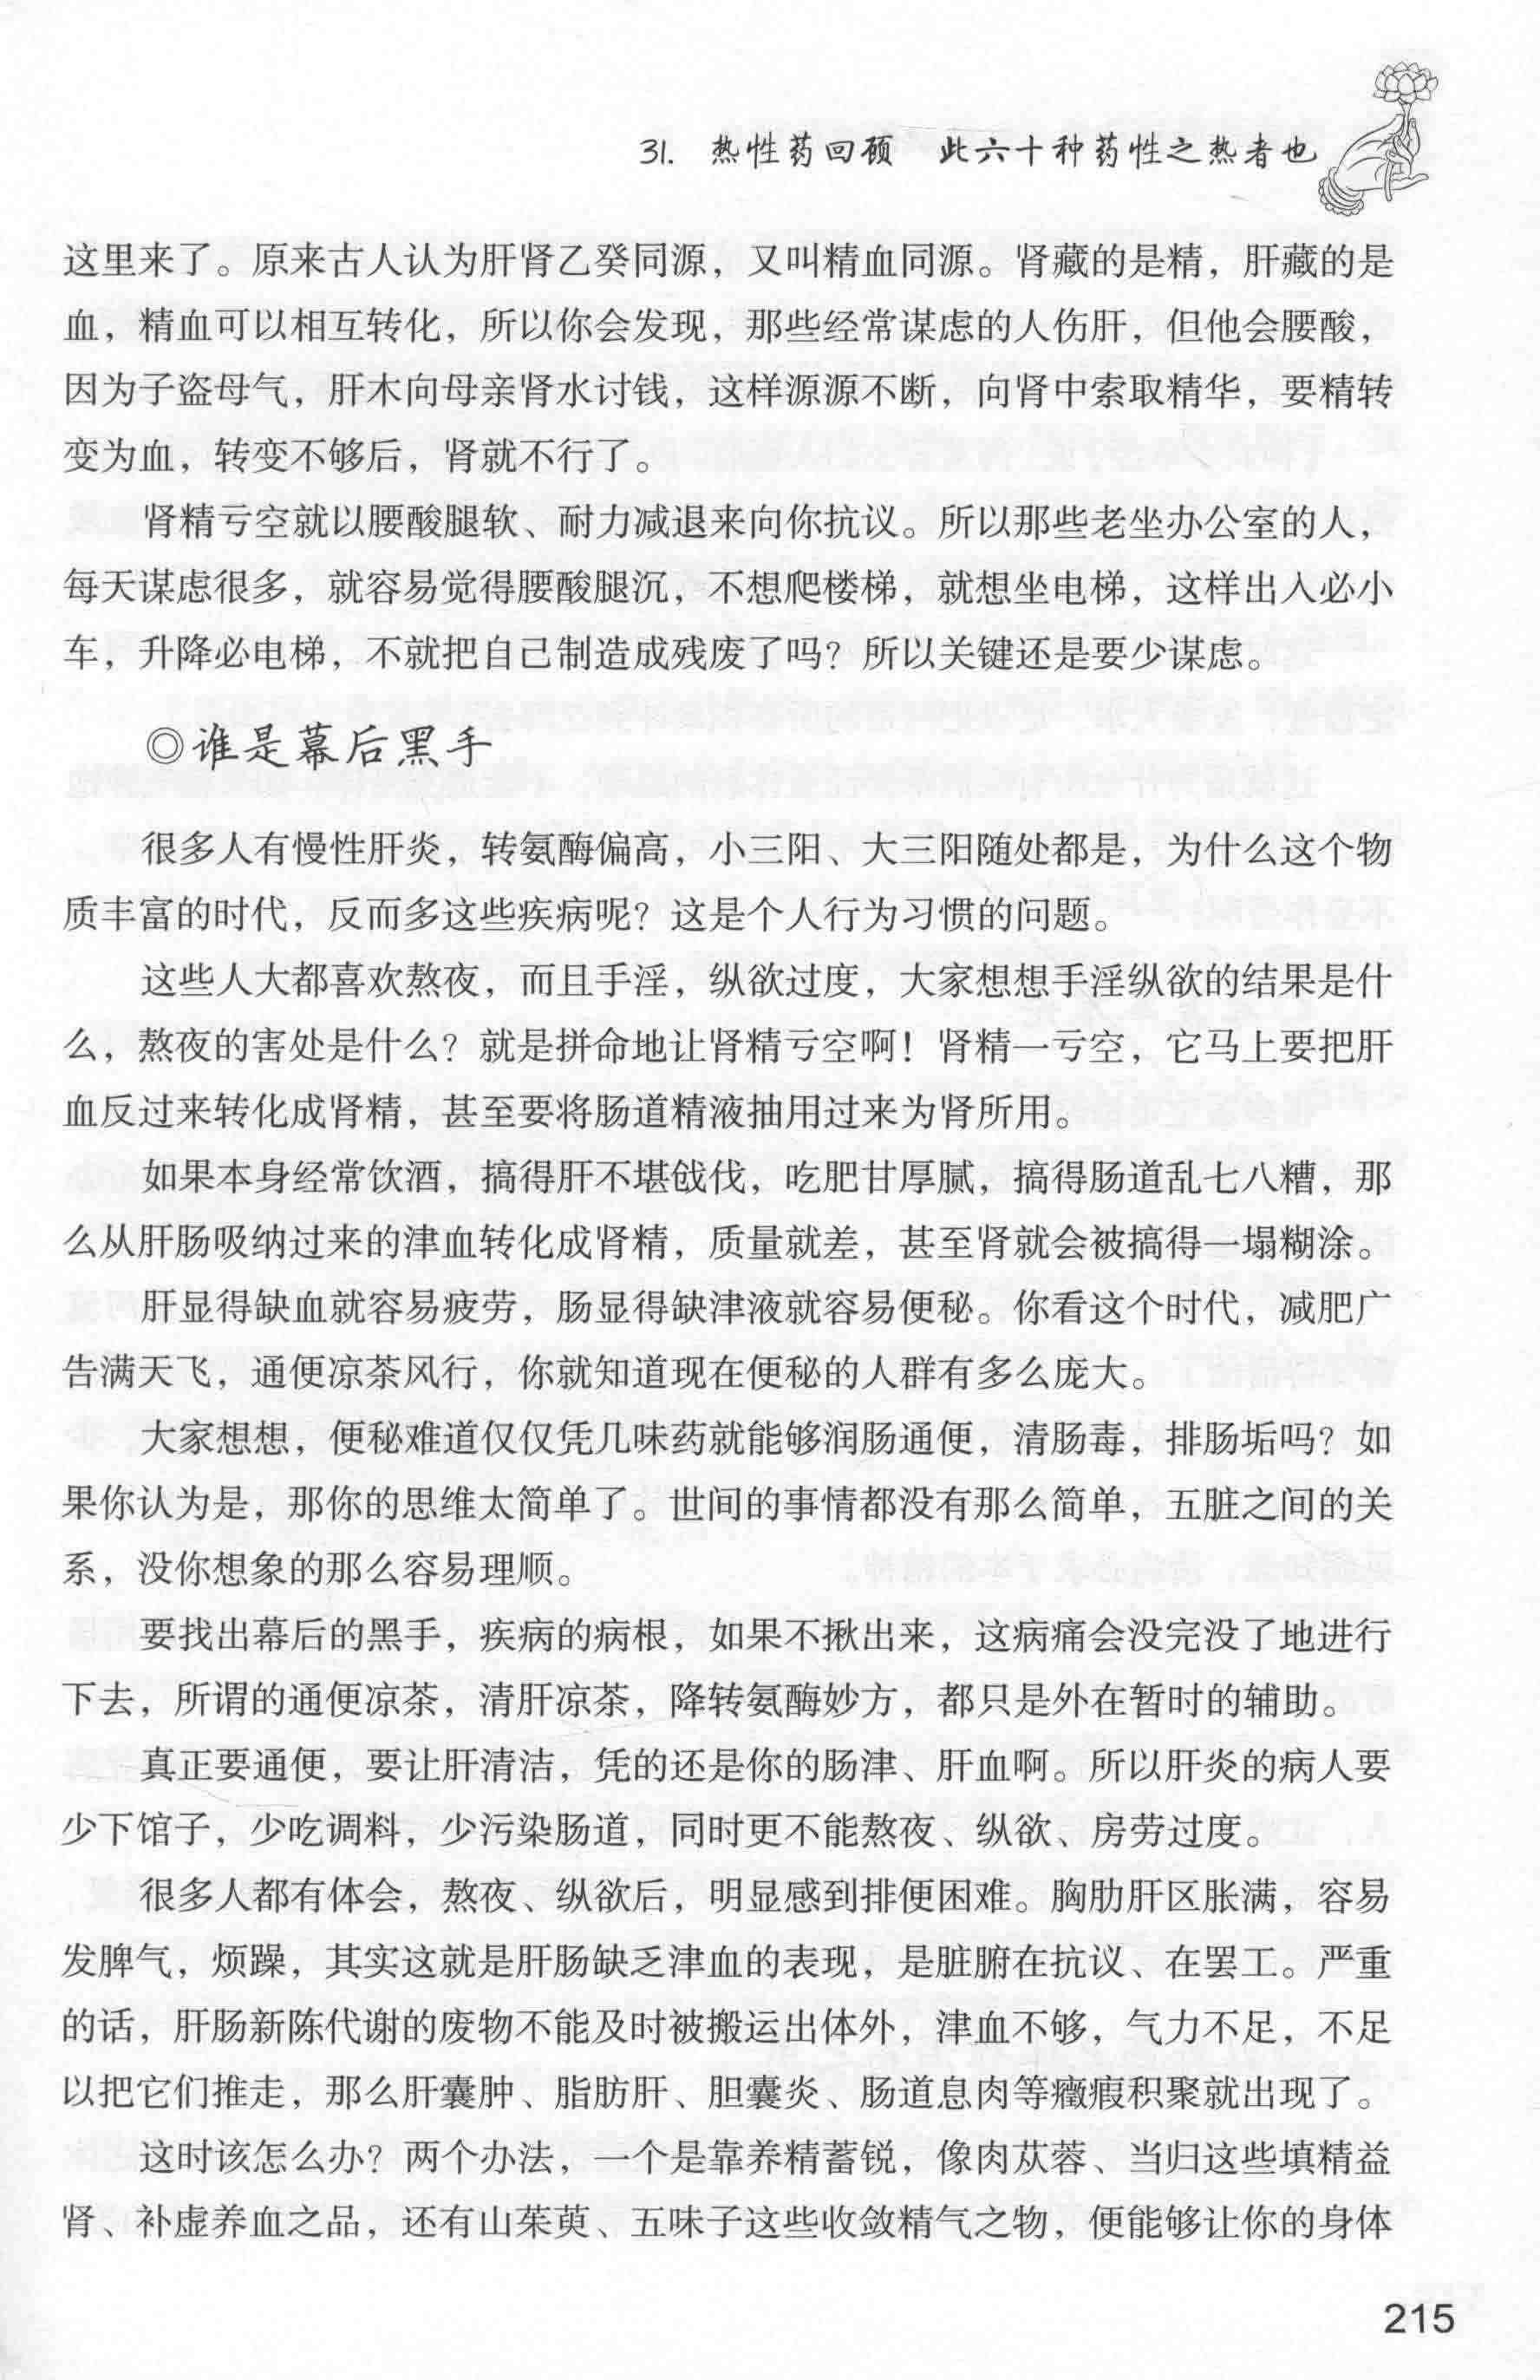 31. 热性药回顾 此六十种药性之热者也
这里来了。原来古人认为肝肾乙癸同源，又叫精血同源。肾藏的是精，肝藏的是
血，精血可以相互转化，所以你会发现，那些经常谋虑的人伤肝，但他会腰酸，
因为子盗母气，肝木向母亲肾水讨钱，这样源源不断，向肾中索取精华，要精转
变为血，转变不够后，肾就不行了。
肾精亏空就以腰酸腿软、耐力减退来向你抗议。所以那些老坐办公室的人，
每天谋虑很多，就容易觉得腰酸腿沉，不想爬楼梯，就想坐电梯，这样出入必小
车，升降必电梯，不就把自己制造成残废了吗？所以关键还是要少谋虑。
◎谁是幕后黑手
很多人有慢性肝炎，转氨酶偏高，小三阳、大三阳随处都是，为什么这个物
质丰富的时代，反而多这些疾病呢？这是个人行为习惯的问题。
这些人大都喜欢熬夜，而且手淫，纵欲过度，大家想想手淫纵欲的结果是什
么，熬夜的害处是什么？就是拼命地让肾精亏空啊！肾精一亏空，它马上要把肝
血反过来转化成肾精，甚至要将肠道精液抽用过来为肾所用。
如果本身经常饮酒，搞得肝不堪戗伐，吃肥甘厚腻，搞得肠道乱七八糟，那
么从肝肠吸纳过来的津血转化成肾精，质量就差，甚至肾就会被搞得一塌糊涂。
肝显得缺血就容易疲劳，肠显得缺津液就容易便秘。你看这个时代，减肥广
告满天飞，通便凉茶风行，你就知道现在便秘的人群有多么庞大。
大家想想，便秘难道仅仅凭几味药就能够润肠通便，清肠毒，排肠垢吗？如
果你认为是，那你的思维太简单了。世间的事情都没有那么简单，五脏之间的关
系，没你想象的那么容易理顺。
要找出幕后的黑手，疾病的病根，如果不揪出来，这病痛会没完没了地进行
下去，所谓的通便凉茶，清肝凉茶，降转氨酶妙方，都只是外在暂时的辅助。
真正要通便，要让肝清洁，凭的还是你的肠津、肝血啊。所以肝炎的病人要
少下馆子，少吃调料，少污染肠道，同时更不能熬夜、纵欲、房劳过度。
很多人都有体会，熬夜、纵欲后，明显感到排便困难。胸肋肝区胀满，容易
发脾气，烦躁，其实这就是肝肠缺乏津血的表现，是脏腑在抗议、在罢工。严重
的话，肝肠新陈代谢的废物不能及时被搬运出体外，津血不够，气力不足，不足
以把它们推走，那么肝囊肿、脂肪肝、胆囊炎、肠道息肉等癥瘕积聚就出现了。
这时该怎么办？两个办法，一个是靠养精蓄锐，像肉苁蓉、当归这些填精益
肾、补虚养血之品，还有山茱萸、五味子这些收敛精气之物，便能够让你的身体
215